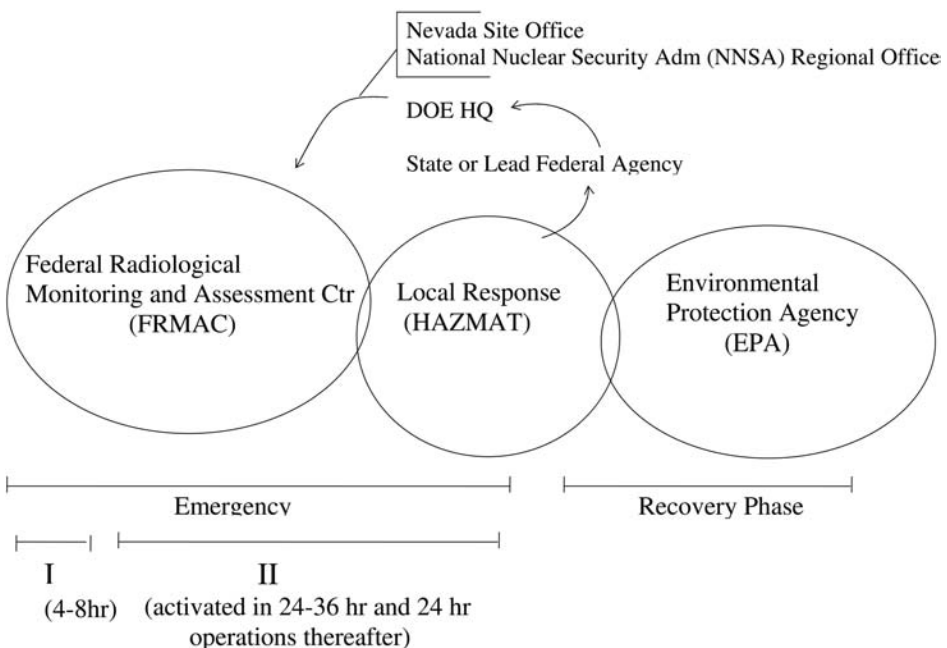 Nevada Site Office
National Nuclear Security Adm (NNSA) Regional Office
DOE HQ
State or Lead Federal Agency
Federal Radiological
Monitoring and Assessment Ctr
(FRMAC)
Local Response
(HAZMAT)
Environmental
Protection Agency
(EPA)
Emergency
Recovery Phase
I
(4-8hr)
II
(activated in 24-36 hr and 24 hr
operations thereafter)